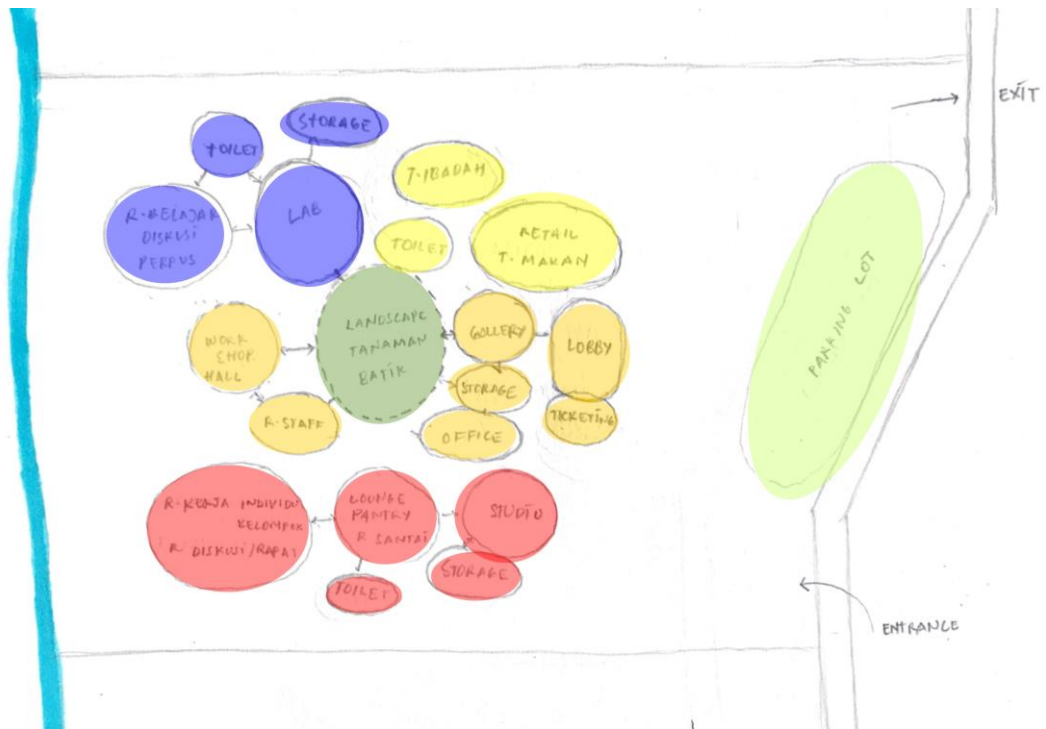 EXIT
STORAGE
TOILET
T. IBADAH
LAB
R. BELAJAR
DISKUSI
PERPUS
TOILET
RETAIL
T. MAKAN
LANDSCAPE
TANAMAN
BATIK
GALLERY
LOBBY
WORK
SHOP
HALL
STORAGE
TICKETING
R. STAFF
OFFICE
PARKING LOT
R. KERJA INDIVIDU
KELOMPOK
R DISKUSI/RAPAT
LOUNGE
PANTRY
R SANTAI
STUDIO
STORAGE
TOILET
ENTRANCE